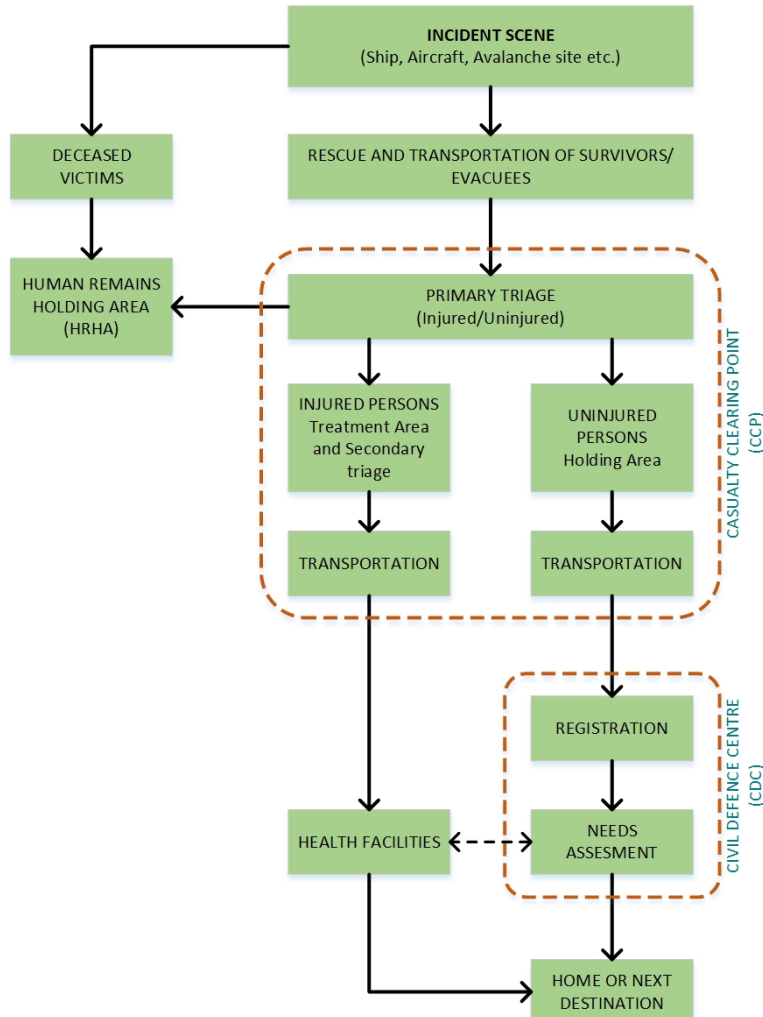 INCIDENT SCENE
(Ship, Aircraft, Avalanche site etc.)
DECEASED
VICTIMS
RESCUE AND TRANSPORTATION OF SURVIVORS/
EVACUEES
HUMAN REMAINS
HOLDING AREA
(HRHA)
PRIMARY TRIAGE
(Injured/Uninjured)
INJURED PERSONS
Treatment Area
and Secondary
triage
UNINJURED
PERSONS
Holding Area
CASUALTY CLEARING POINT
(CCP)
TRANSPORTATION
TRANSPORTATION
REGISTRATION
HEALTH FACILITIES
NEEDS
ASSESMENT
CIVIL DEFENCE CENTRE
(CDC)
HOME OR NEXT
DESTINATION